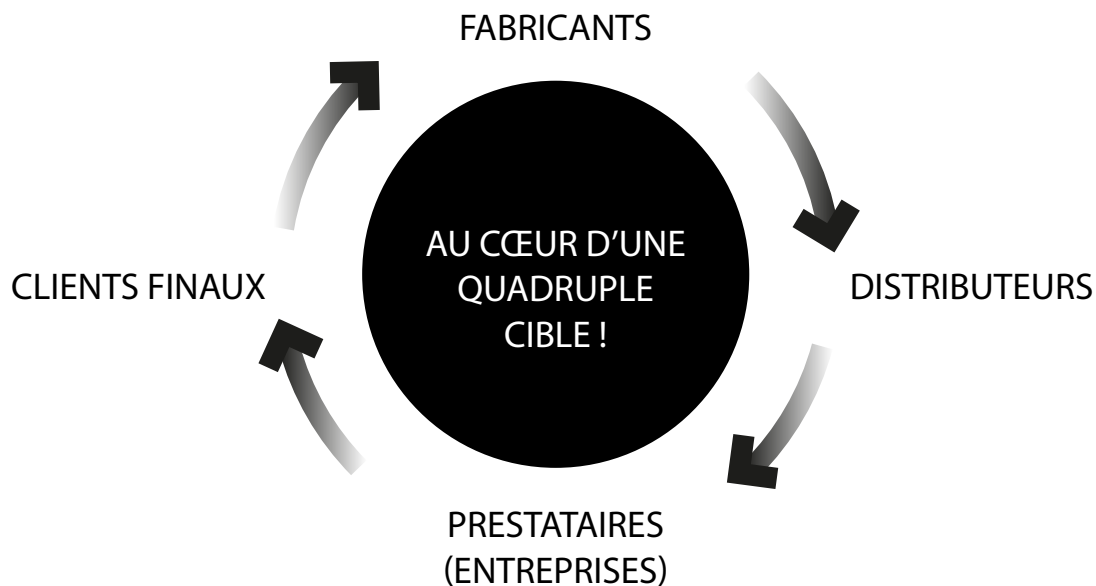 FABRICANTS
AU CŒUR D’UNE
QUADRUPLE
CIBLE !
CLIENTS FINAUX
DISTRIBUTEURS
PRESTATAIRES
(ENTREPRISES)